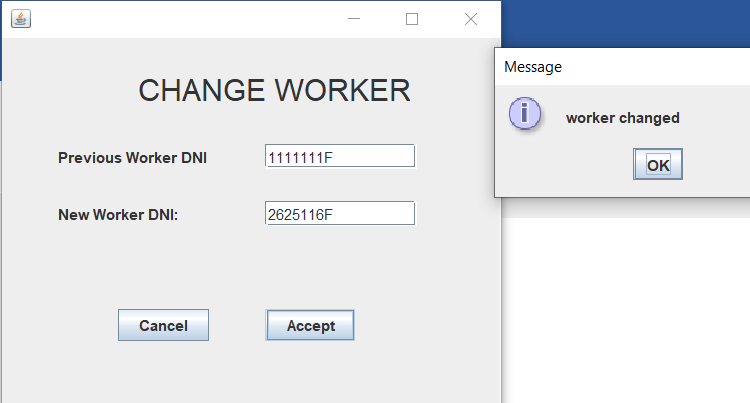 CHANGE WORKER
Previous Worker DNI
1111111F
New Worker DNI:
2625116F
Cancel
Accept
Message
i
worker changed
OK